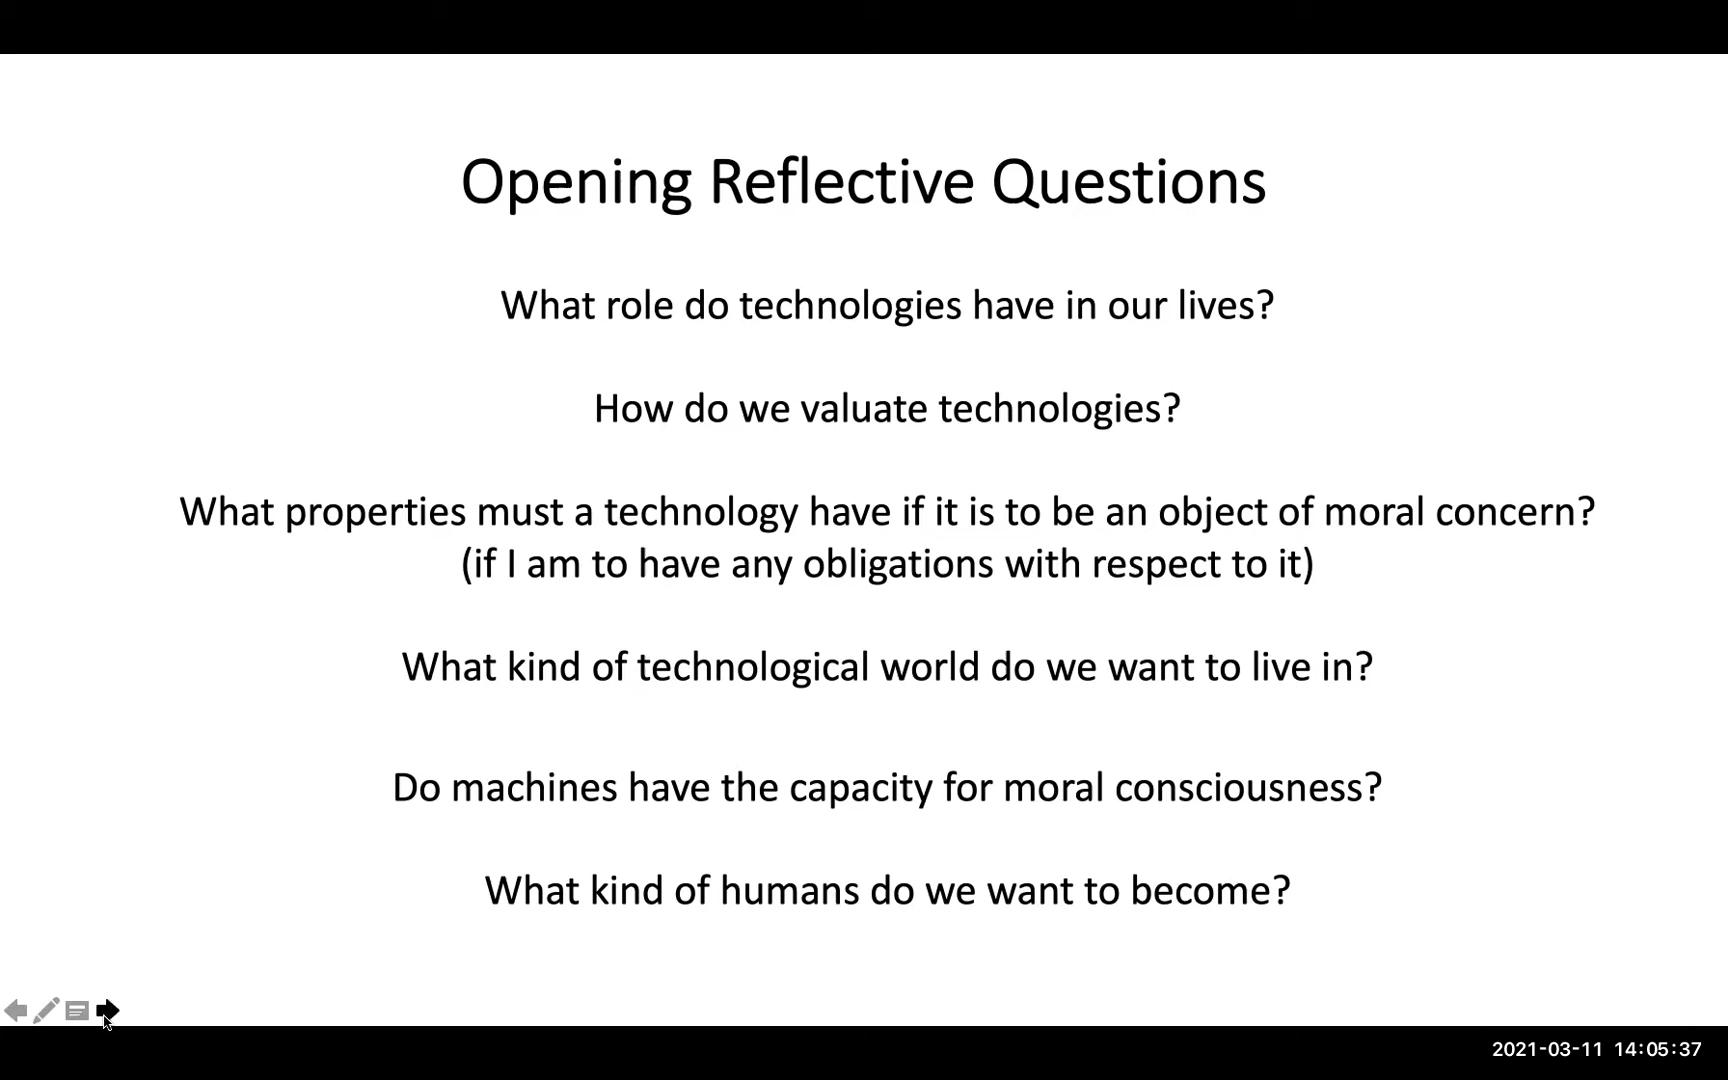 Opening Reflective Questions
What role do technologies have in our lives?
How do we valuate technologies?
What properties must a technology have if it is to be an object of moral concern?
(if I am to have any obligations with respect to it)
What kind of technological world do we want to live in?
Do machines have the capacity for moral consciousness?
What kind of humans do we want to become?
2021-03-11 14:05:37